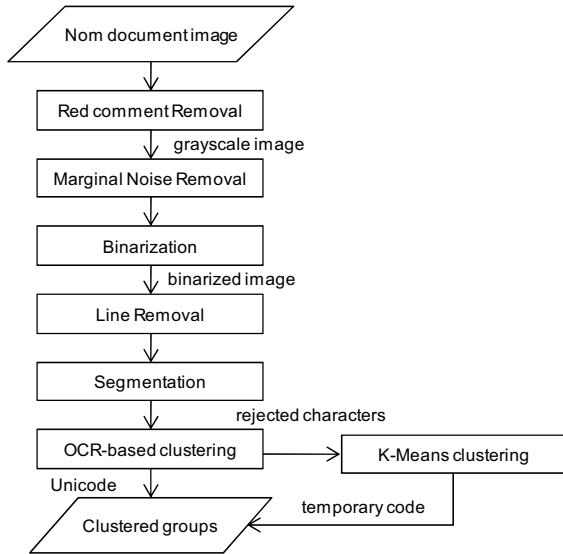 Nom document image
Red comment Removal
grayscale image
Marginal Noise Removal
Binarization
binarized image
Line Removal
Segmentation
rejected characters
OCR-based clustering
K-Means clustering
Unicode
temporary code
Clustered groups